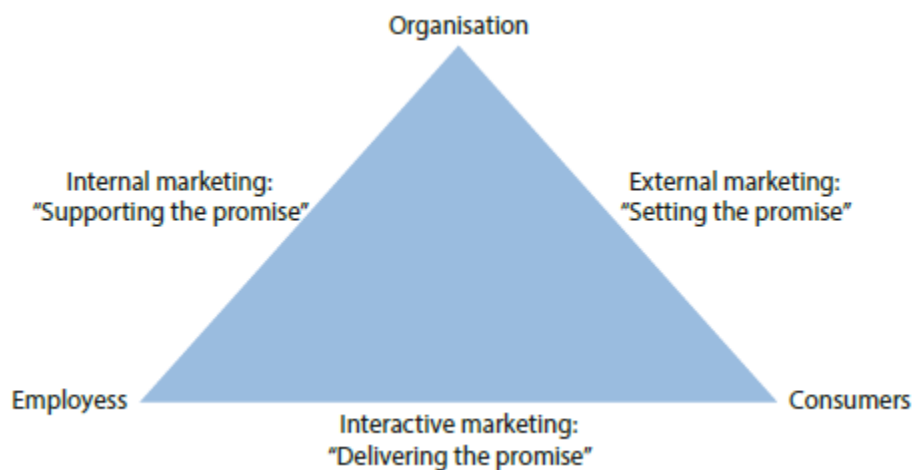 Organisation
Internal marketing:
“Supporting the promise”
External marketing:
“Setting the promise”
Employess
Consumers
Interactive marketing:
“Delivering the promise”